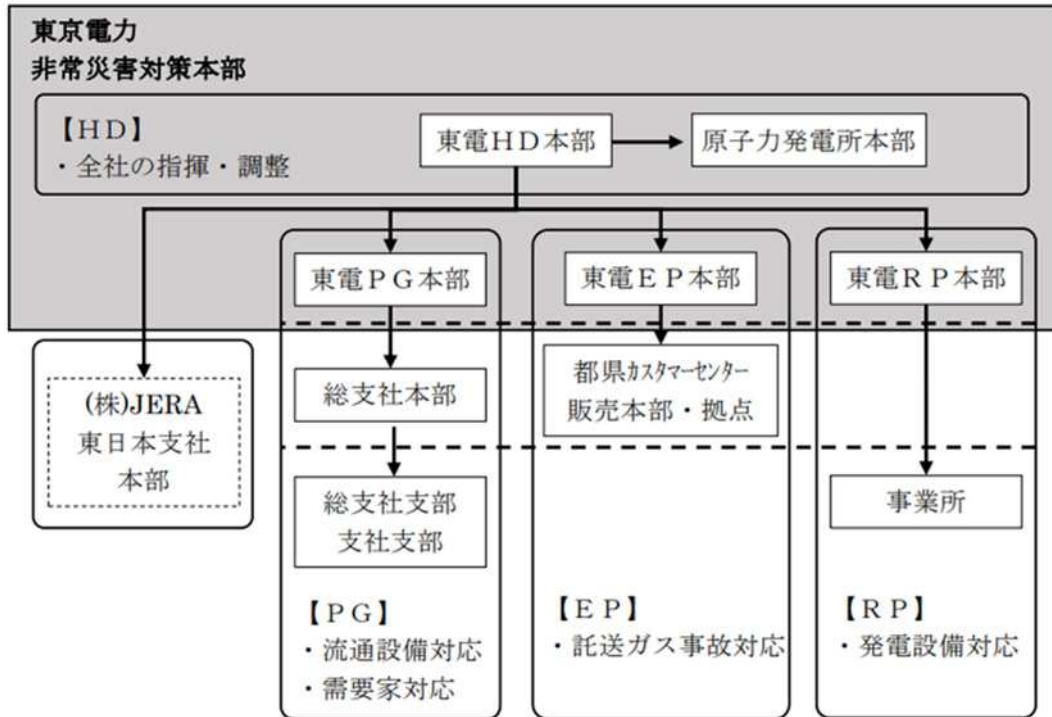 東京電力
非常災害対策本部
【ＨＤ】
・全社の指揮・調整
東電ＨＤ本部
原子力発電所本部
東電ＰＧ本部
東電ＥＰ本部
東電ＲＰ本部
(株)JERA
東日本支社
本部
総支社本部
都県ｶｽﾀﾏｰｾﾝﾀｰ
販売本部・拠点
総支社支部
支社支部
事業所
【ＰＧ】
・流通設備対応
・需要家対応
【ＥＰ】
・託送ガス事故対応
【ＲＰ】
・発電設備対応